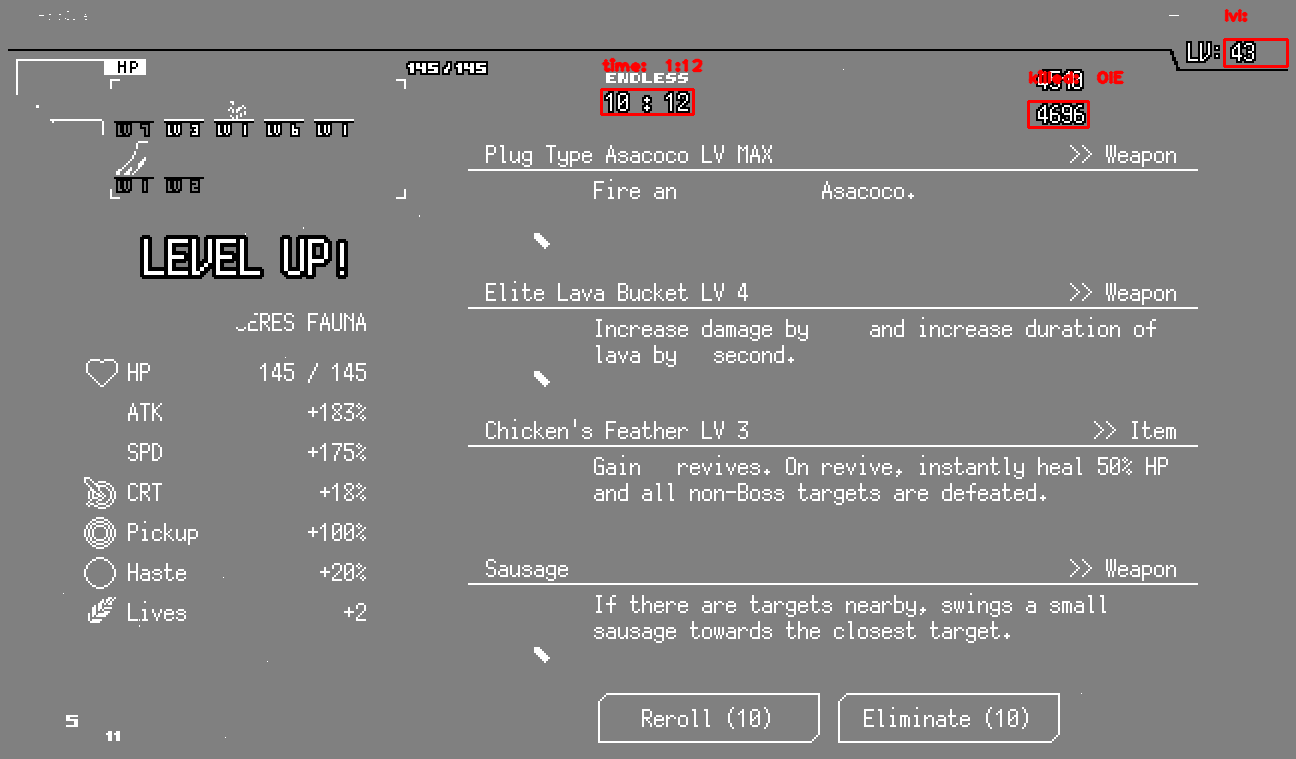 lvl:
LV: 43
HP
145 / 145
time: 1:12
ENDLESS
10 : 12
killed: OIE
4696
LV 7 LV 3 LV 1 LV 6 LV 1
LV 1 LV 2
Plug Type Asacoco LV MAX >> Weapon
Fire an Asacoco.
LEVEL UP!
Elite Lava Bucket LV 4 >> Weapon
Increase damage by and increase duration of
lava by second.
CERES FAUNA
HP 145 / 145
ATK +183%
SPD +175%
CRT +18%
Pickup +100%
Haste +20%
Lives +2
Chicken's Feather LV 3 >> Item
Gain revives. On revive, instantly heal 50% HP
and all non-Boss targets are defeated.
Sausage >> Weapon
If there are targets nearby, swings a small
sausage towards the closest target.
Reroll (10) Eliminate (10)
5
11